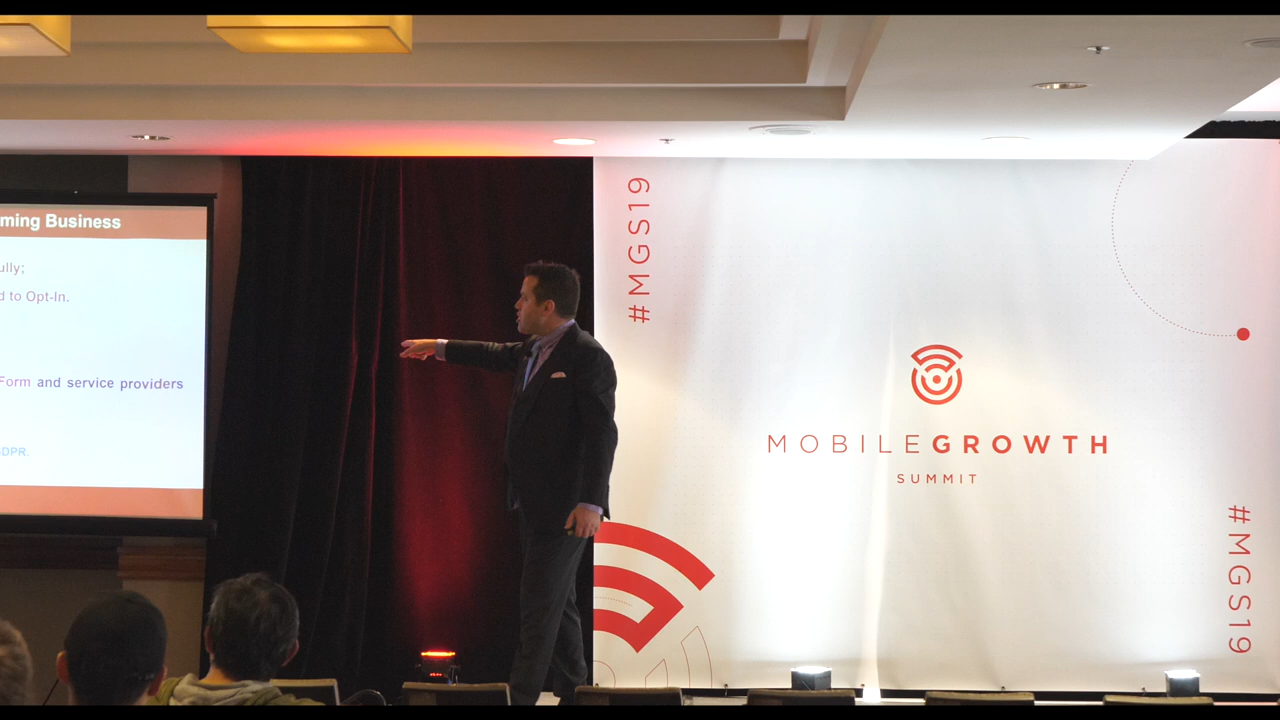 ming Business
ully;
d to Opt-In.
Form and service providers
DPR.
#MGS19
MOBILEGROWTH
SUMMIT
#MGS19